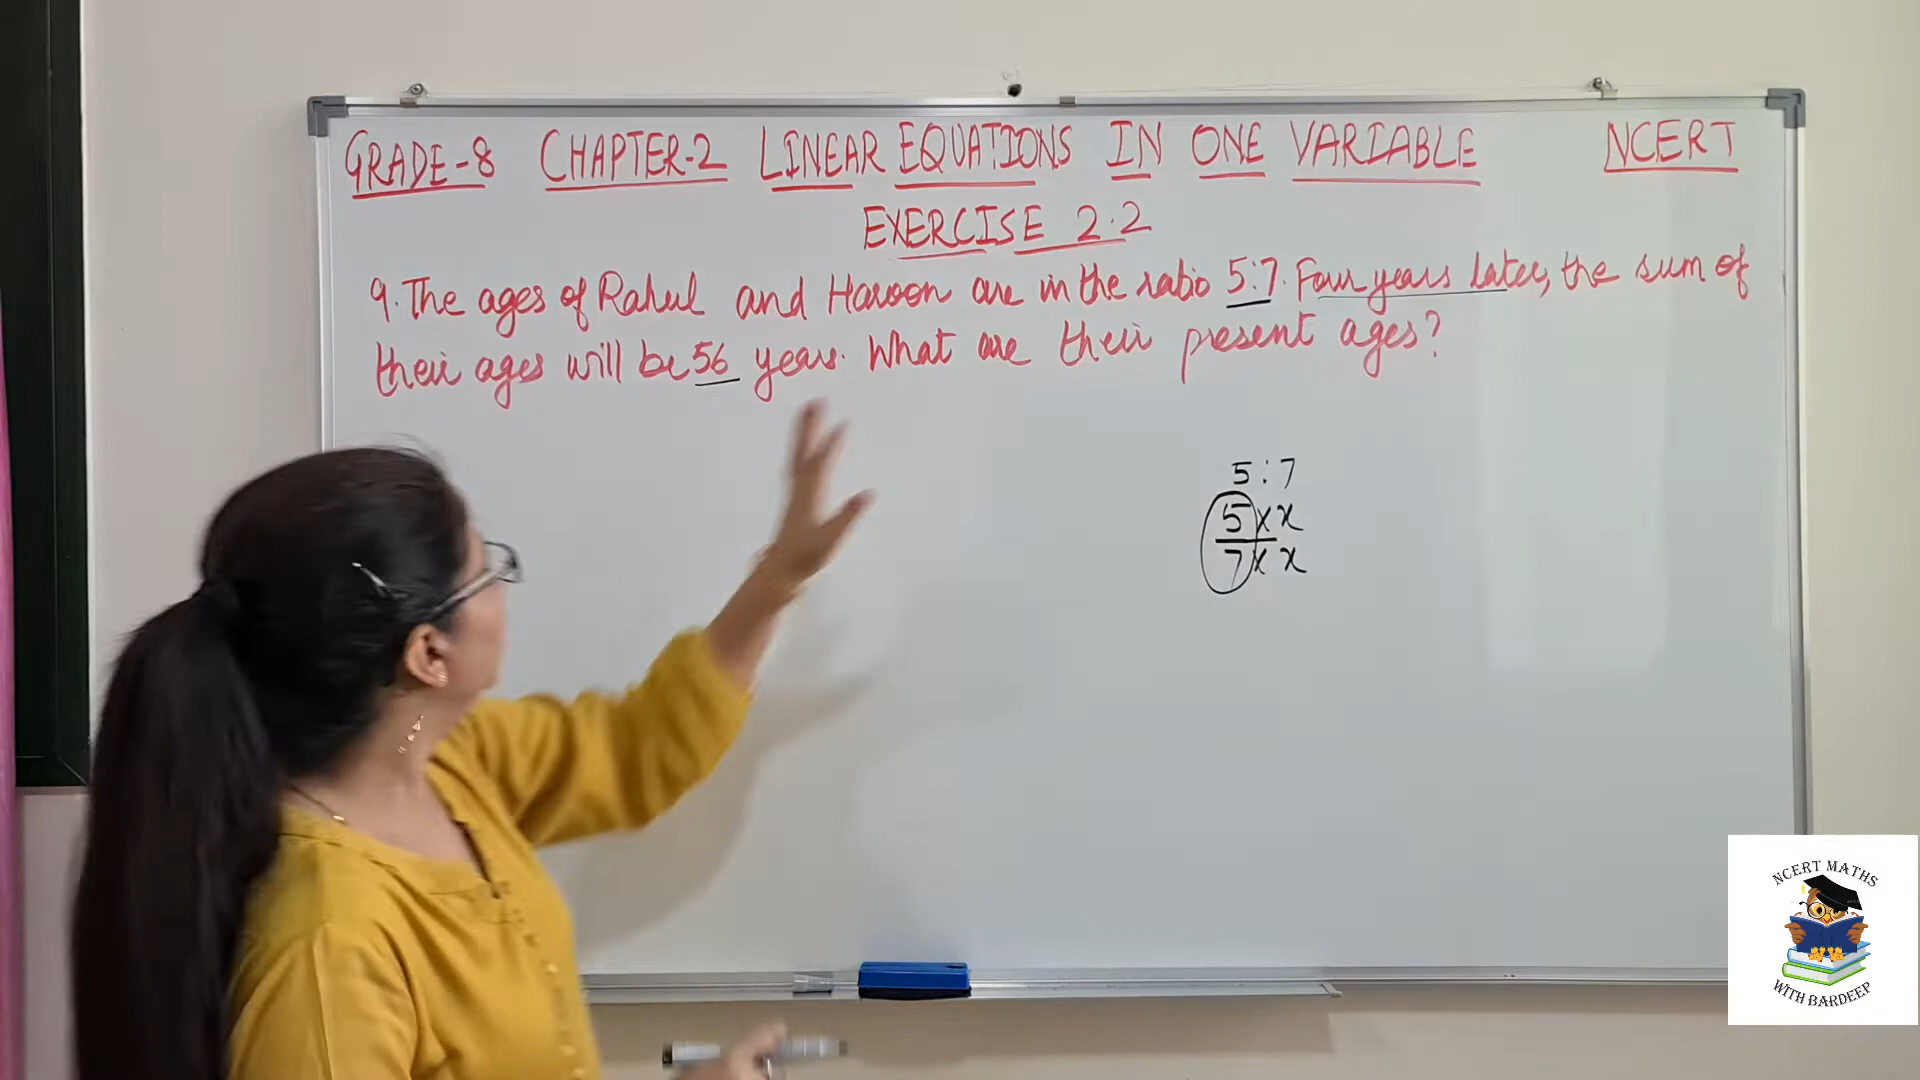 GRADE-8 CHAPTER-2 LINEAR EQUATIONS IN ONE VARIABLE NCERT
EXERCISE 2.2
9. The ages of Rahul and Haroon are in the ratio 5:7. Four years later, the sum of
their ages will be 56 years. What are their present ages?
5:7
5×x
7×x
NCERT MATHS
WITH BARDEEP